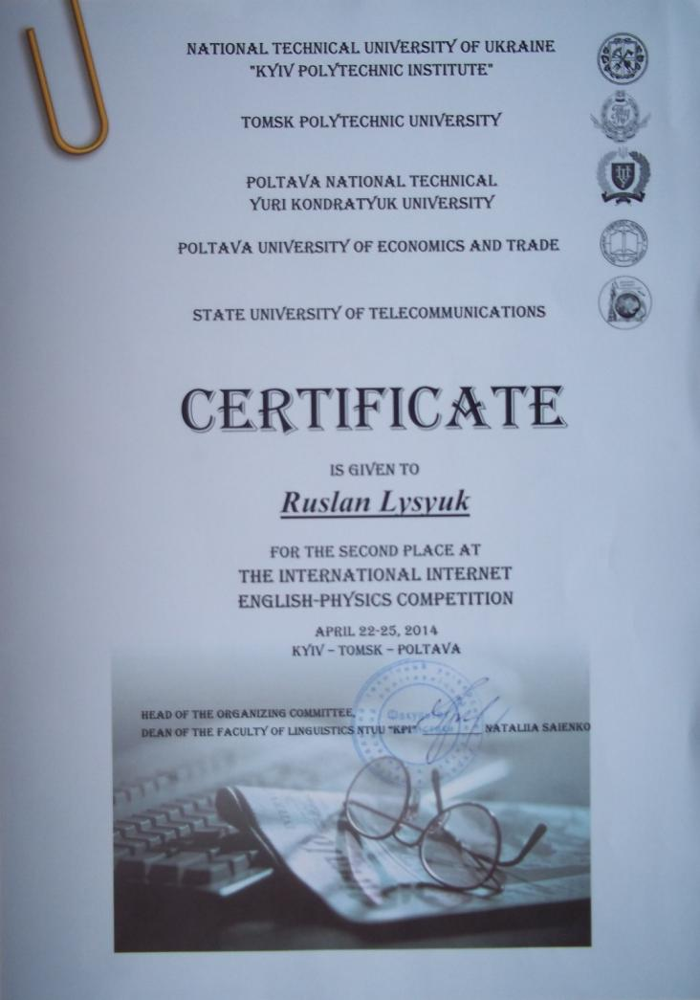 NATIONAL TECHNICAL UNIVERSITY OF UKRAINE
"KYIV POLYTECHNIC INSTITUTE"
TOMSK POLYTECHNIC UNIVERSITY
POLTAVA NATIONAL TECHNICAL
YURI KONDRATYUK UNIVERSITY
POLTAVA UNIVERSITY OF ECONOMICS AND TRADE
STATE UNIVERSITY OF TELECOMMUNICATIONS
CERTIFICATE
IS GIVEN TO
Ruslan Lysyuk
FOR THE SECOND PLACE AT
THE INTERNATIONAL INTERNET
ENGLISH-PHYSICS COMPETITION
APRIL 22-25, 2014
KYIV – TOMSK – POLTAVA
HEAD OF THE ORGANIZING COMMITTEE,
DEAN OF THE FACULTY OF LINGUISTICS NTUU "KPI" __________ NATALIIA SAIENKO